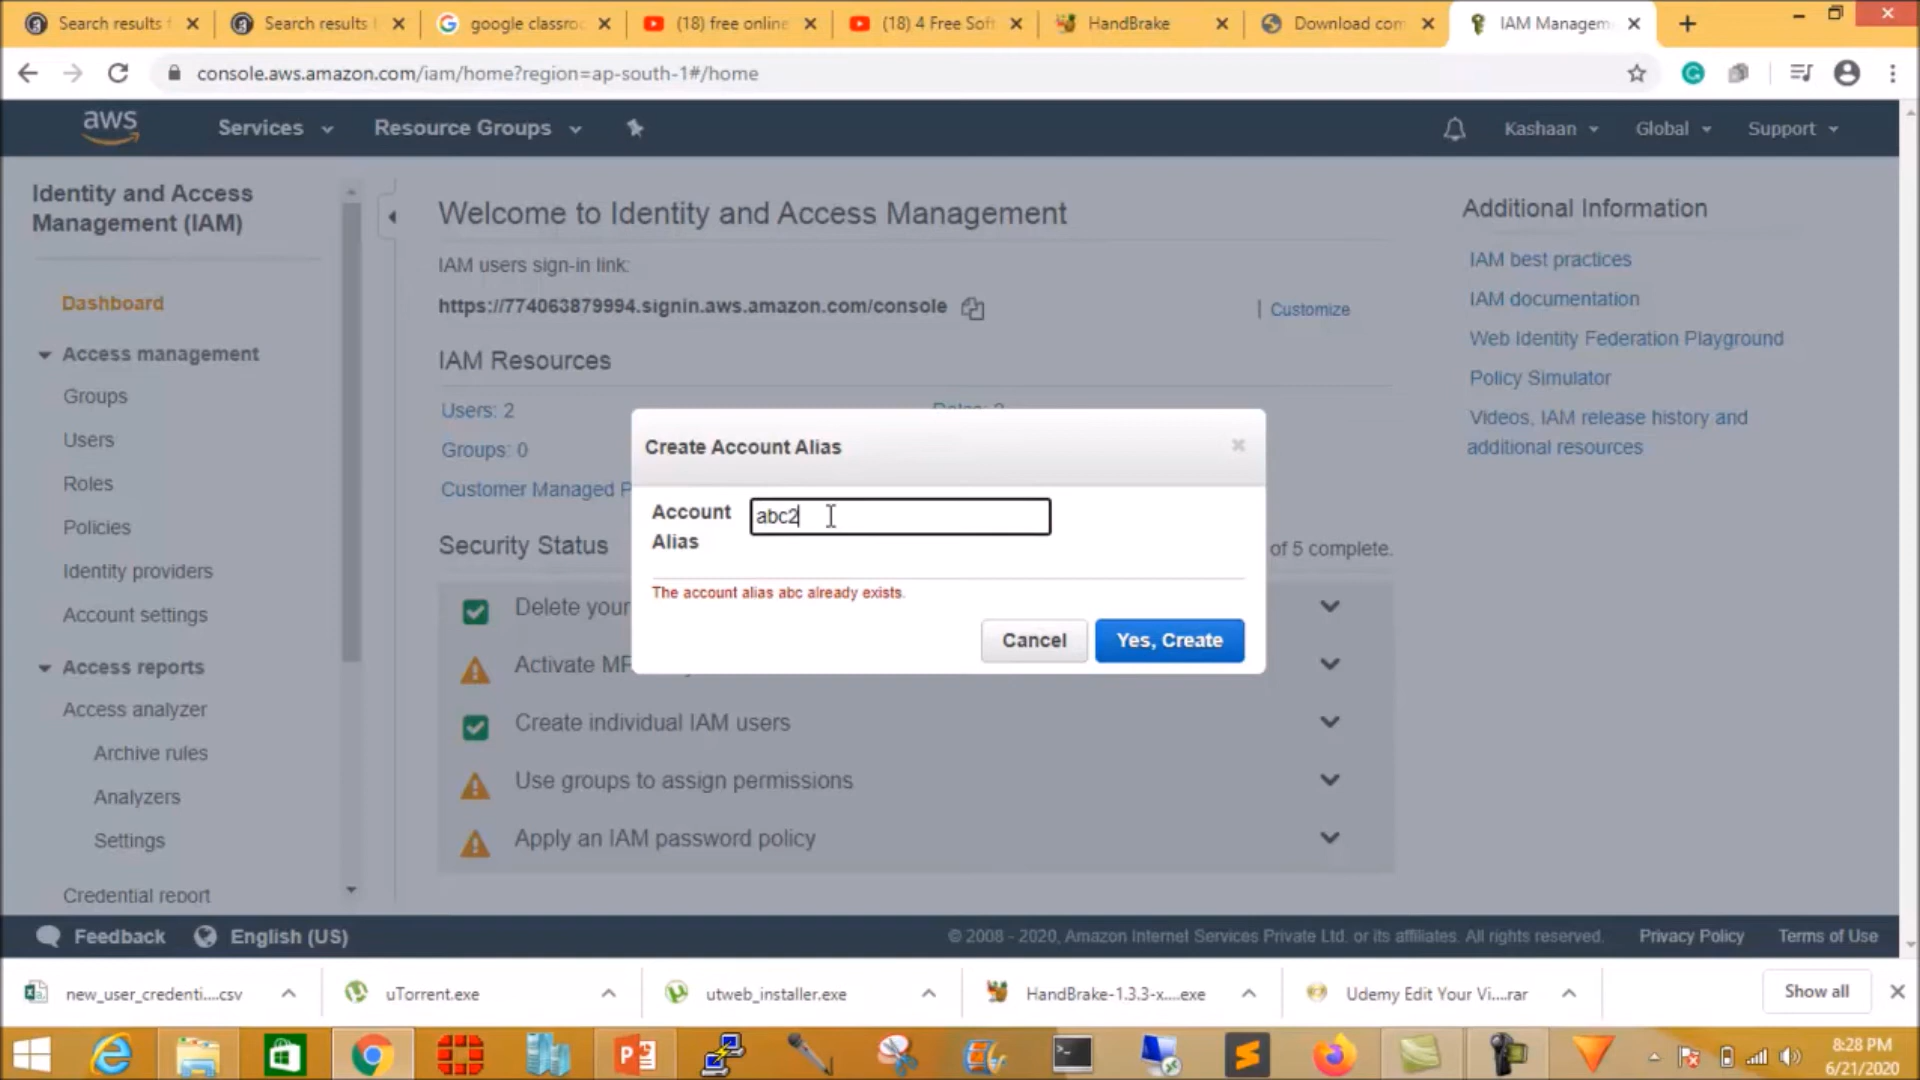 Search results f
Search results f
google classroc
(18) free online
(18) 4 Free Soft
HandBrake
Download com
IAM Managem
console.aws.amazon.com/iam/home?region=ap-south-1#/home
aws
Services
Resource Groups
Kashaan
Global
Support
Identity and Access
Management (IAM)
Dashboard
Access management
Groups
Users
Roles
Policies
Identity providers
Account settings
Access reports
Access analyzer
Archive rules
Analyzers
Settings
Credential report
Welcome to Identity and Access Management
IAM users sign-in link:
https://774063879994.signin.aws.amazon.com/console
Customize
IAM Resources
Users: 2
Groups: 0
Customer Managed P
Security Status
of 5 complete.
Delete your
Activate MF
Create individual IAM users
Use groups to assign permissions
Apply an IAM password policy
Create Account Alias
Account
Alias
abc2
The account alias abc already exists.
Cancel
Yes, Create
Additional Information
IAM best practices
IAM documentation
Web Identity Federation Playground
Policy Simulator
Videos, IAM release history and
additional resources
Feedback
English (US)
© 2008 - 2020, Amazon Internet Services Private Ltd. or its affiliates. All rights reserved.
Privacy Policy
Terms of Use
new_user_credenti....csv
uTorrent.exe
utweb_installer.exe
HandBrake-1.3.3-x....exe
Udemy Edit Your Vi....rar
Show all
8:28 PM
6/21/2020